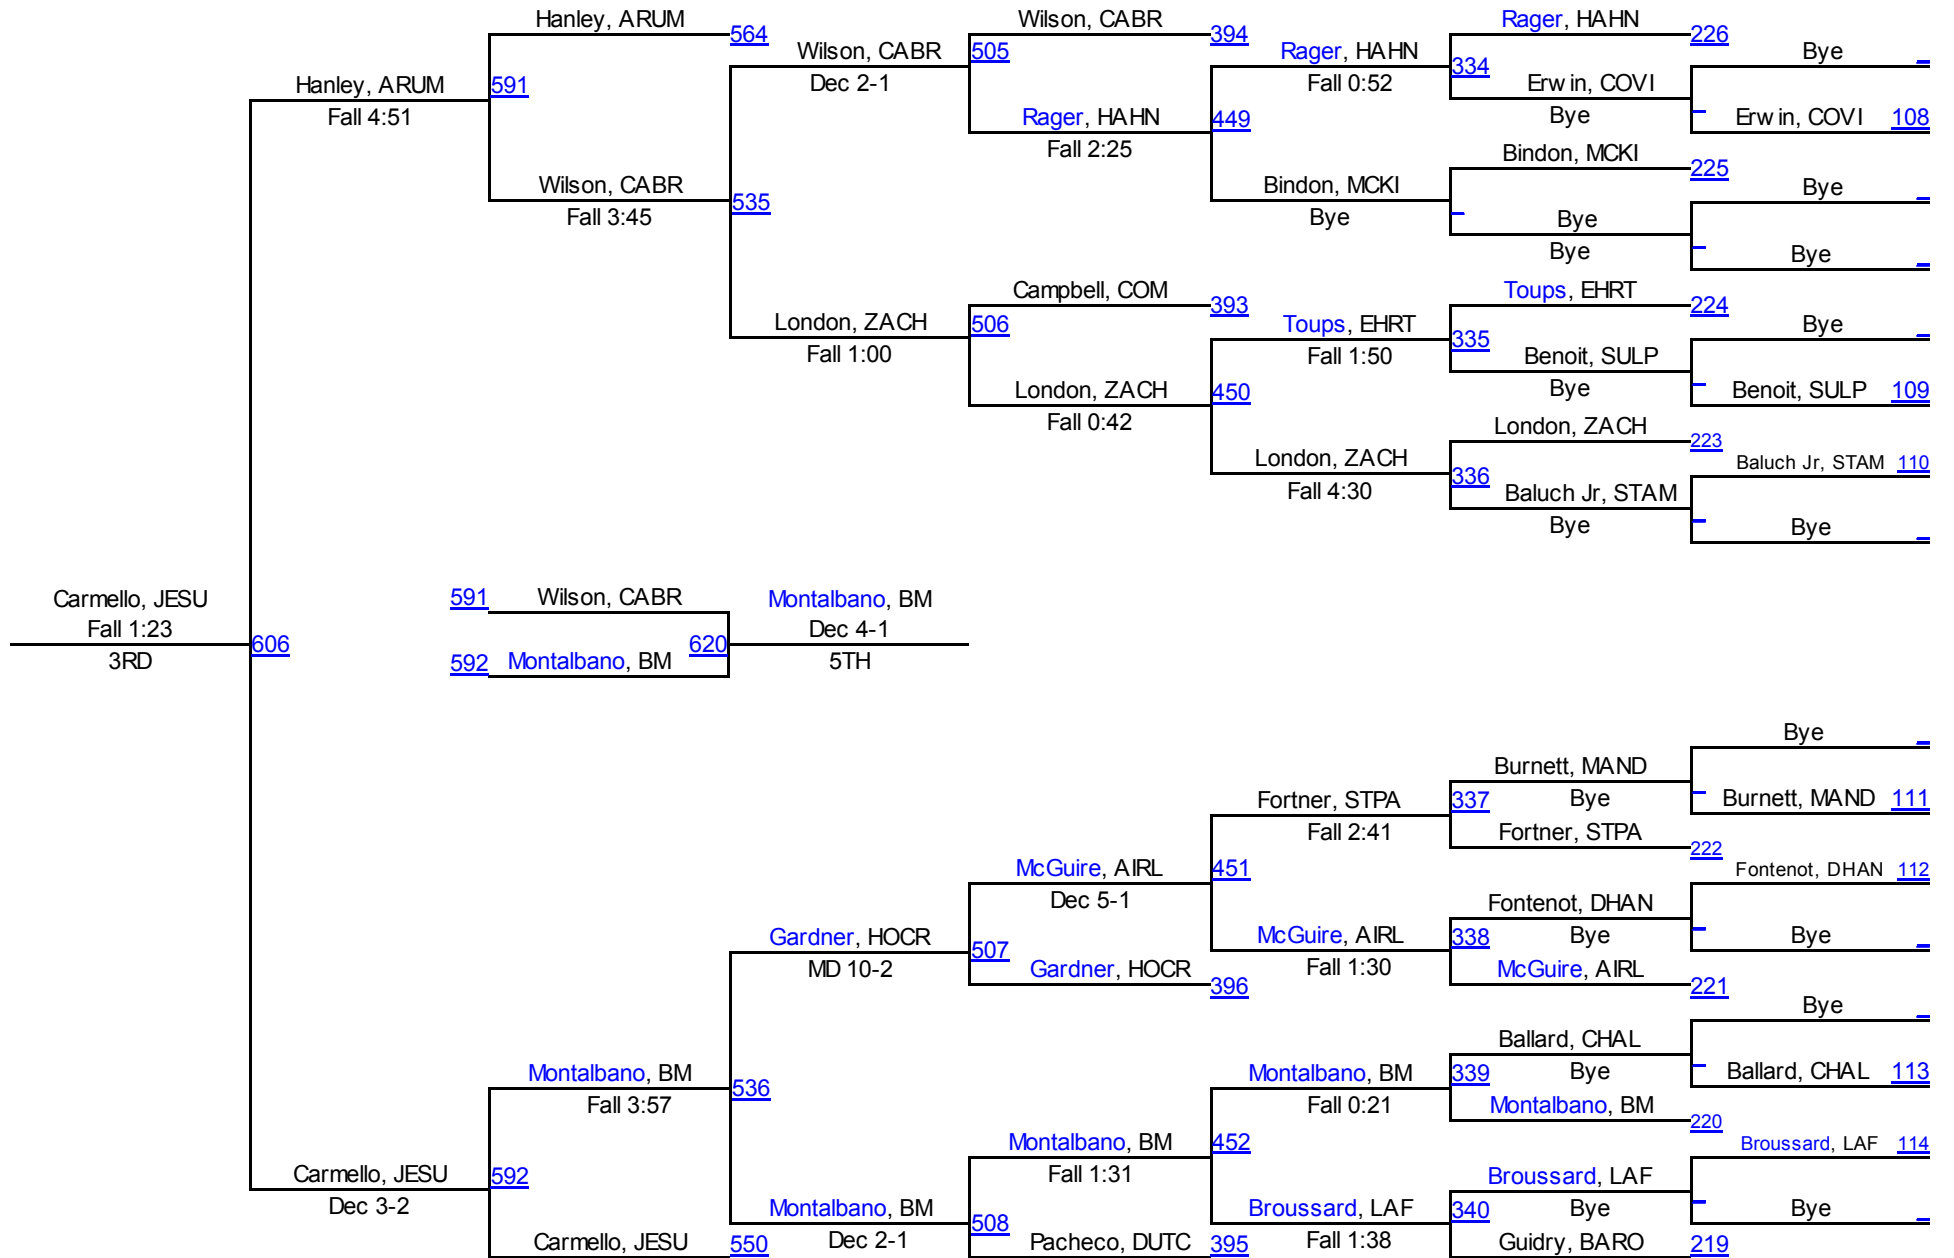 Hanley, ARUM
564
Wilson, CABR
394
Rager, HAHN
226
Wilson, CABR
Dec 2-1
505
Rager, HAHN
Fall 0:52
334
Bye
Hanley, ARUM
Fall 4:51
591
Erwin, COVI
Bye
Erwin, COVI 108
Rager, HAHN
Fall 2:25
449
Bindon, MCKI
225
Wilson, CABR
Fall 3:45
535
Bindon, MCKI
Bye
Bye
Bye
Bye
Bye
Campbell, COM
393
Toups, EHRT
224
London, ZACH
Fall 1:00
506
Toups, EHRT
Fall 1:50
335
Bye
Benoit, SULP
Bye
Benoit, SULP 109
London, ZACH
Fall 0:42
450
London, ZACH
223
London, ZACH
Fall 4:30
336
Baluch Jr, STAM 110
Baluch Jr, STAM
Bye
Bye
Carmello, JESU
Fall 1:23
3RD
606
591 Wilson, CABR
592 Montalbano, BM
620
Montalbano, BM
Dec 4-1
5TH
Bye
Burnett, MAND
Bye
Burnett, MAND 111
Fortner, STPA
Fall 2:41
337
Fortner, STPA
222
McGuire, AIRL
Dec 5-1
451
Fontenot, DHAN 112
Fontenot, DHAN
Bye
Bye
Gardner, HOCR
MD 10-2
507
McGuire, AIRL
Fall 1:30
338
Gardner, HOCR
396
McGuire, AIRL
221
Bye
Ballard, CHAL
Bye
Ballard, CHAL 113
Montalbano, BM
Fall 3:57
536
Montalbano, BM
Fall 0:21
339
Montalbano, BM
220
Montalbano, BM
Fall 1:31
452
Broussard, LAF 114
Carmello, JESU
Dec 3-2
592
Broussard, LAF
Bye
Bye
Montalbano, BM
Dec 2-1
508
Broussard, LAF
Fall 1:38
340
Carmello, JESU 550
Pacheco, DUTC 395
Guidry, BARO
219